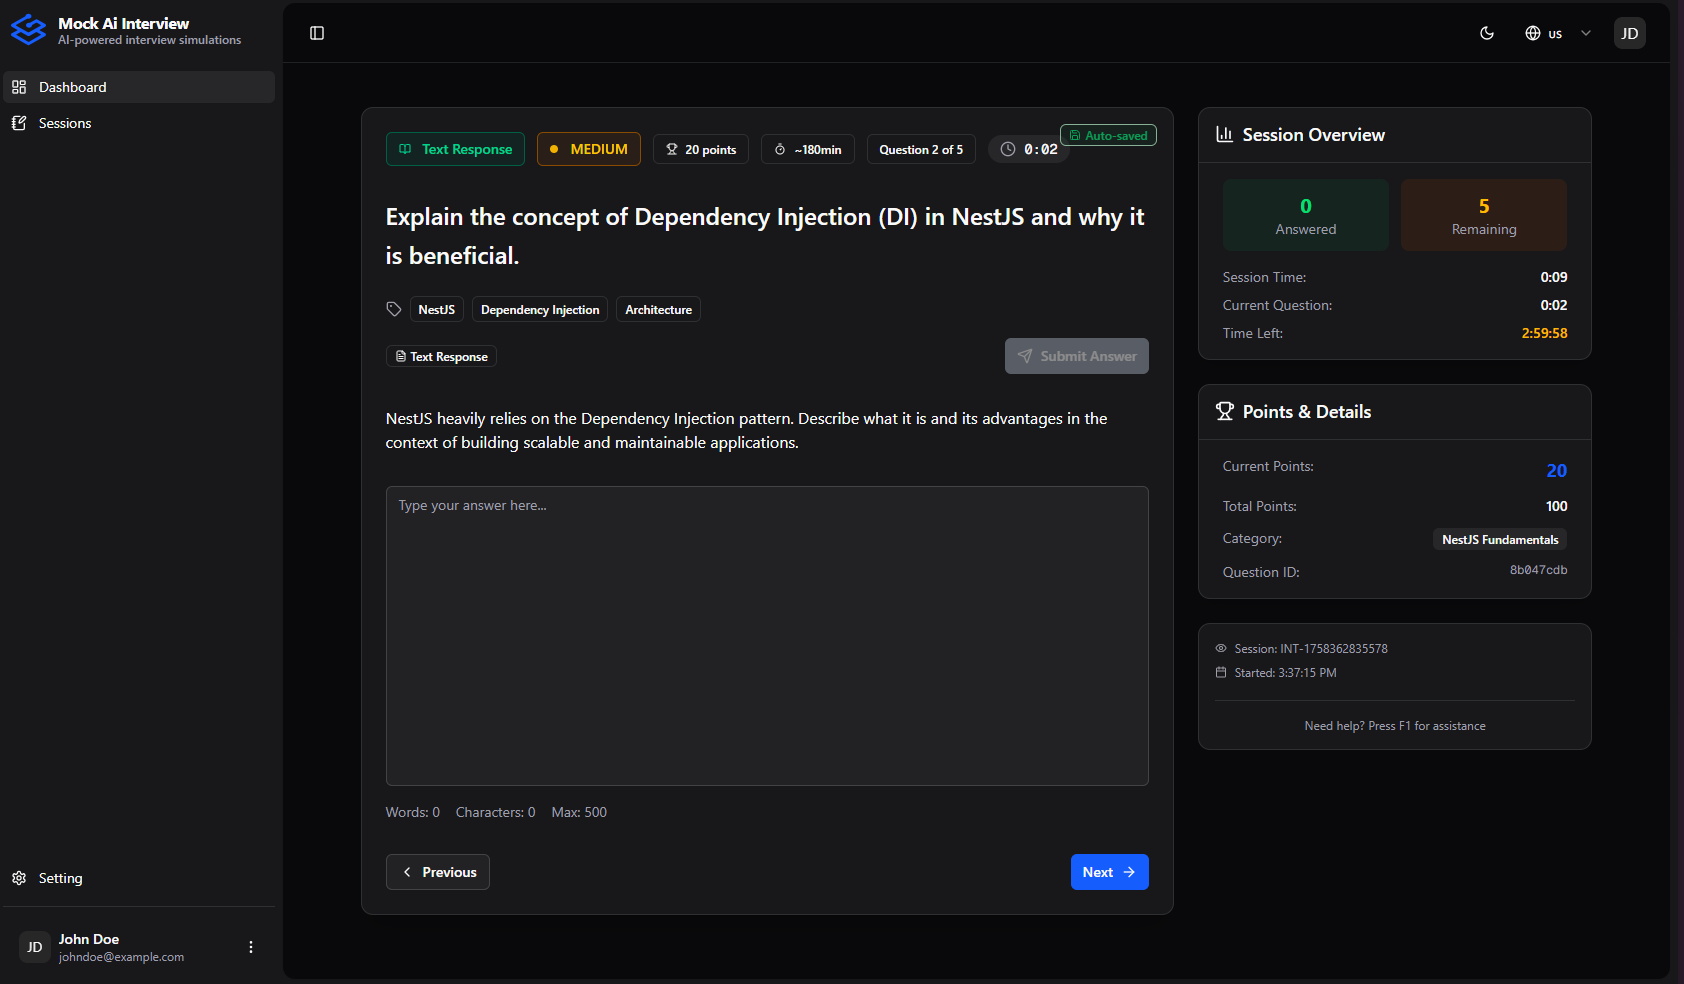 Mock Ai Interview
AI-powered interview simulations
Dashboard
Sessions
Setting
JD
John Doe
johndoe@example.com
us
JD
Text Response
MEDIUM
20 points
~180min
Question 2 of 5
0:02
Auto-saved
Explain the concept of Dependency Injection (DI) in NestJS and why it
is beneficial.
NestJS
Dependency Injection
Architecture
Text Response
Submit Answer
NestJS heavily relies on the Dependency Injection pattern. Describe what it is and its advantages in the
context of building scalable and maintainable applications.
Type your answer here...
Words: 0 Characters: 0 Max: 500
Previous
Next
Session Overview
0
Answered
5
Remaining
Session Time: 0:09
Current Question: 0:02
Time Left: 2:59:58
Points & Details
Current Points: 20
Total Points: 100
Category: NestJS Fundamentals
Question ID: 8b047cdb
Session: INT-1758362835578
Started: 3:37:15 PM
Need help? Press F1 for assistance